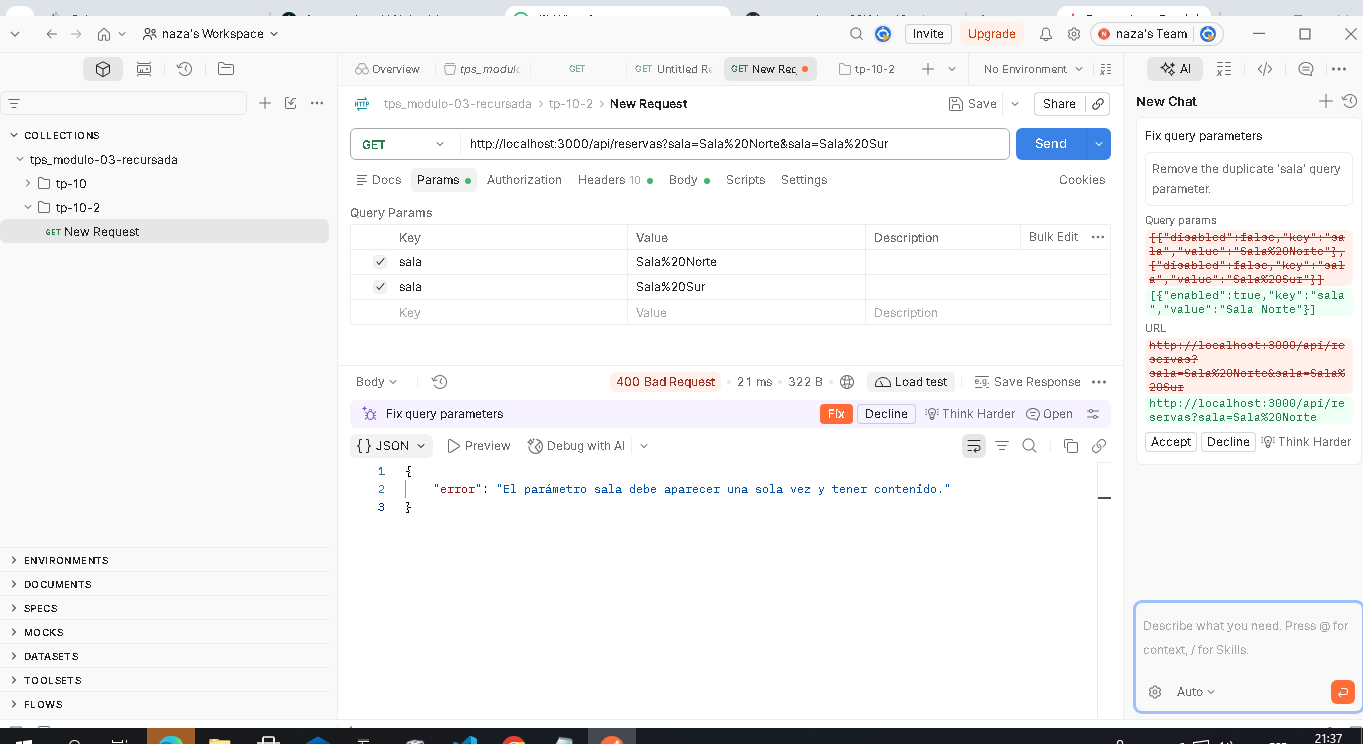 naza's Workspace
Invite
Upgrade
naza's Team
Overview
tps_modulo
GET
GET Untitled Re
GET New Rec
tp-10-2
No Environment
AI
tps_modulo-03-recursada > tp-10-2 > New Request
Save
Share
New Chat
COLLECTIONS
tps_modulo-03-recursada
tp-10
tp-10-2
GET New Request
GET
http://localhost:3000/api/reservas?sala=Sala%20Norte&sala=Sala%20Sur
Send
Docs
Params
Authorization
Headers 10
Body
Scripts
Settings
Cookies
Query Params
Key
Value
Description
Bulk Edit
sala
Sala%20Norte
sala
Sala%20Sur
Key
Value
Description
Body
400 Bad Request
21 ms
322 B
Load test
e.g. Save Response
Fix query parameters
Fix
Decline
Think Harder
Open
{} JSON
Preview
Debug with AI
1 {
2 "error": "El parámetro sala debe aparecer una sola vez y tener contenido."
3 }
ENVIRONMENTS
DOCUMENTS
SPECS
MOCKS
DATASETS
TOOLSETS
FLOWS
Fix query parameters
Remove the duplicate 'sala' query
parameter.
Query params
[{"disabled":false,"key":"sa
la","value":"Sala%20Norte"},
{"disabled":false,"key":"sal
a","value":"Sala%20Sur"}]
[{"enabled":true,"key":"sala
","value":"Sala Norte"}]
URL
http://localhost:3000/api/re
servas?
sala=Sala%20Norte&sala=Sala%
20Sur
http://localhost:3000/api/re
servas?sala=Sala%20Norte
Accept
Decline
Think Harder
Describe what you need. Press @ for
context, / for Skills.
Auto
21:37